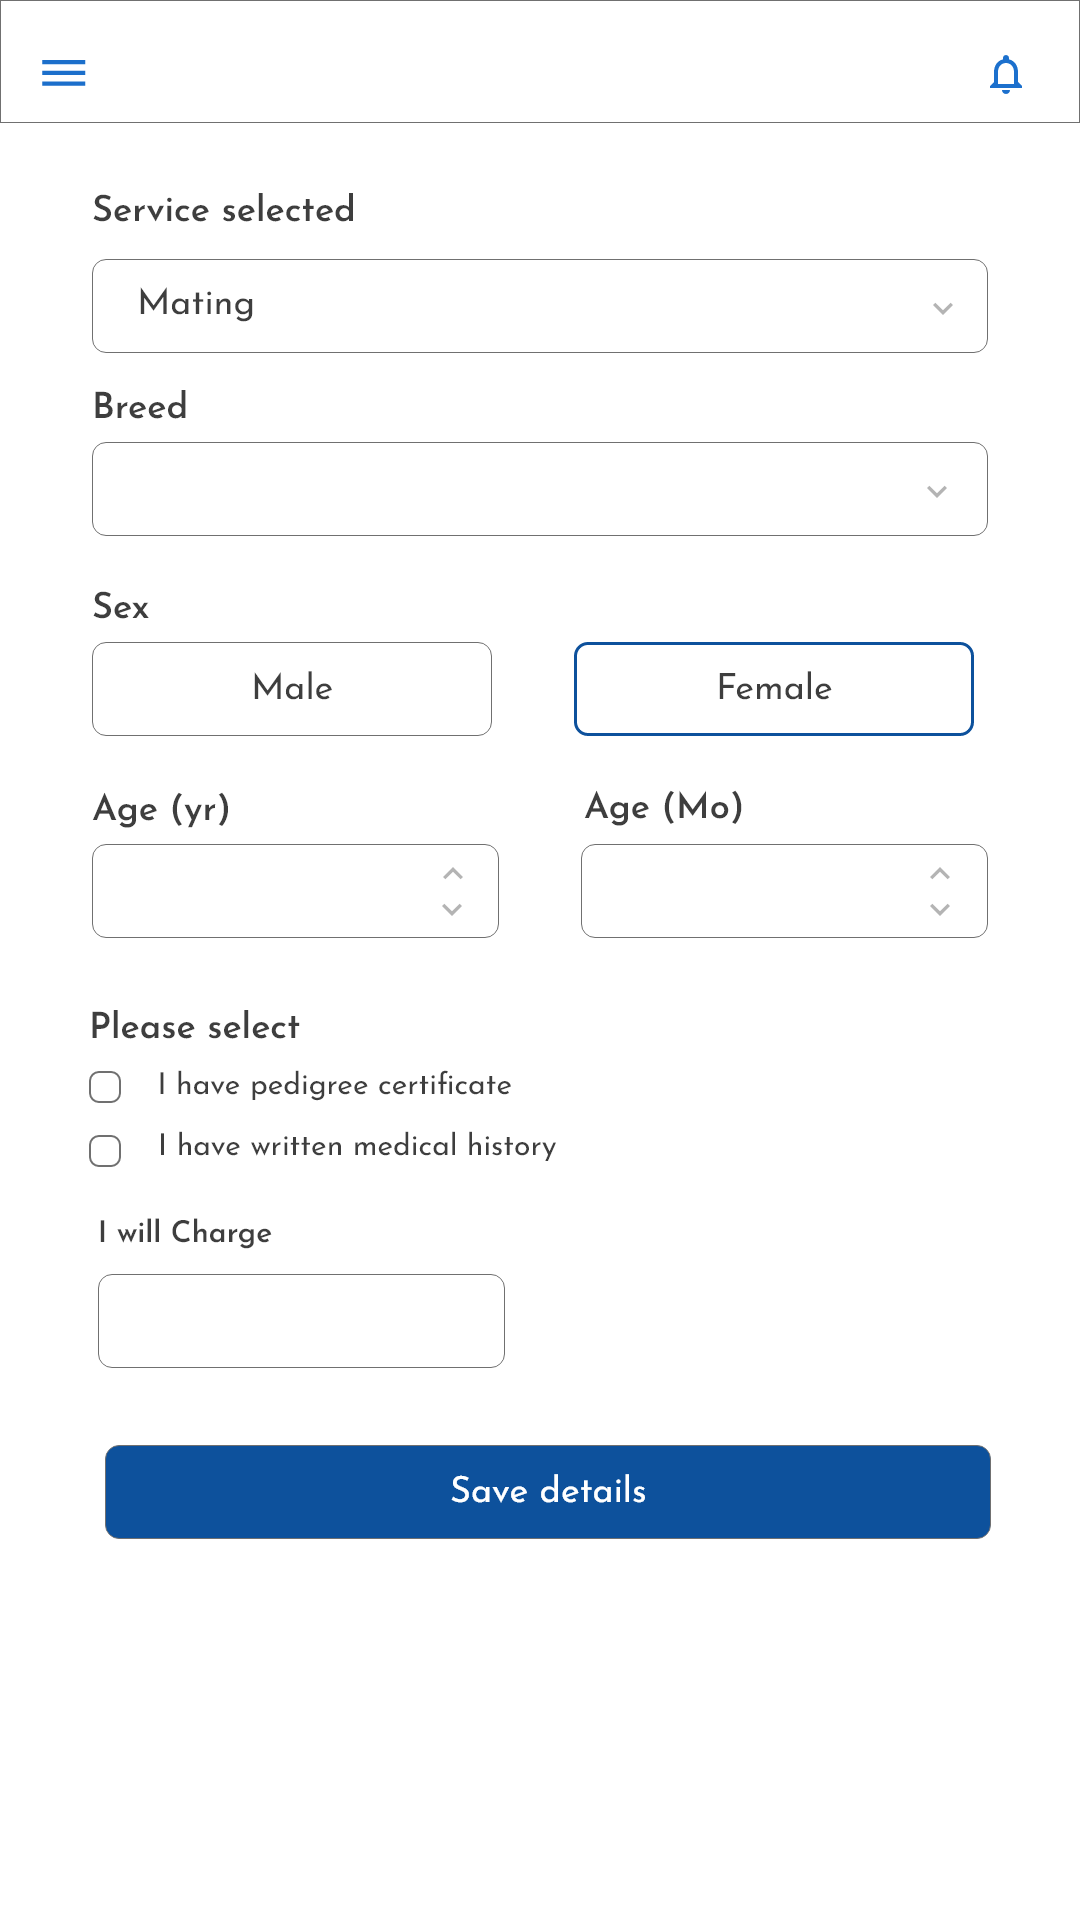 Service selected
Mating
Breed
Sex
Male
Female
Age (yr)
Age (Mo)
Please select
I have pedigree certificate
I have written medical history
I will Charge
Save details